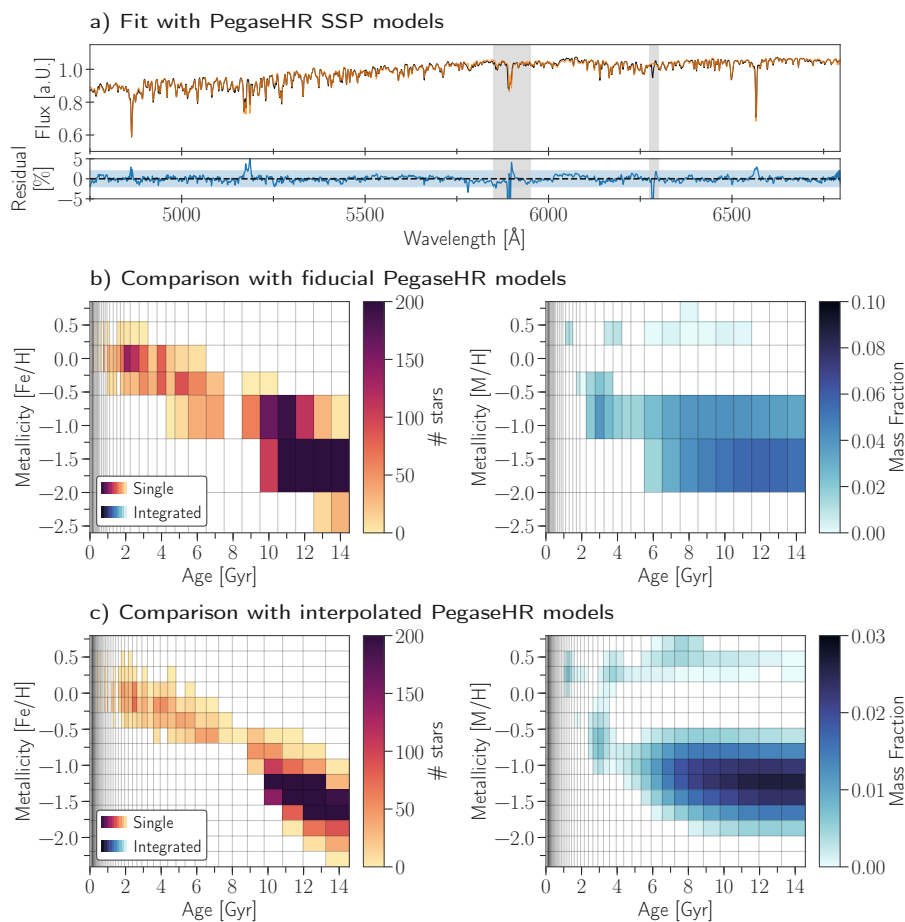 a) Fit with PegaseHR SSP models
Flux [a.U.]
1.0
0.8
0.6
Residual [%]
5
0
−5
5000 5500 6000 6500
Wavelength [Å]
b) Comparison with fiducial PegaseHR models
Metallicity [Fe/H]
0.5
0.0
−0.5
−1.0
−1.5
−2.0
−2.5
Single
Integrated
0 2 4 6 8 10 12 14
Age [Gyr]
200
150
100
50
0
# stars
Metallicity [M/H]
0.5
0.0
−0.5
−1.0
−1.5
−2.0
−2.5
0 2 4 6 8 10 12 14
Age [Gyr]
0.10
0.08
0.06
0.04
0.02
0.00
Mass Fraction
c) Comparison with interpolated PegaseHR models
Metallicity [Fe/H]
0.5
0.0
−0.5
−1.0
−1.5
−2.0
Single
Integrated
0 2 4 6 8 10 12 14
Age [Gyr]
200
150
100
50
0
# stars
Metallicity [M/H]
0.5
0.0
−0.5
−1.0
−1.5
−2.0
0 2 4 6 8 10 12 14
Age [Gyr]
0.03
0.02
0.01
0.00
Mass Fraction